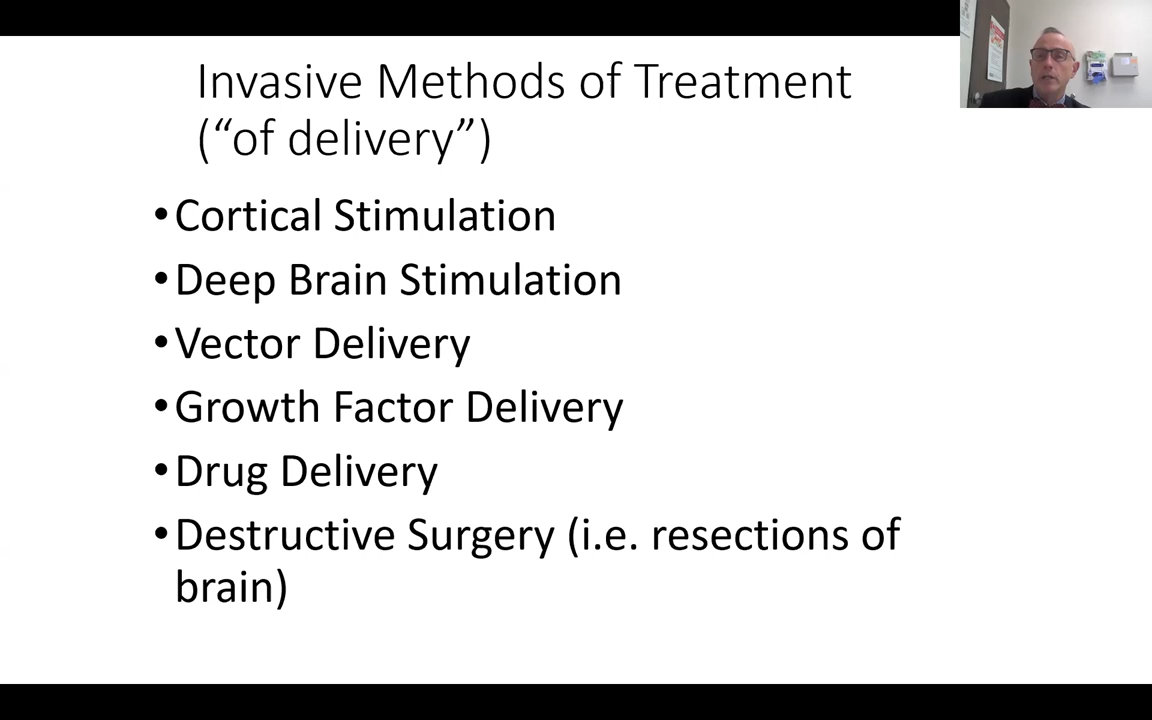 Invasive Methods of Treatment
(“of delivery”)
•Cortical Stimulation
•Deep Brain Stimulation
•Vector Delivery
•Growth Factor Delivery
•Drug Delivery
•Destructive Surgery (i.e. resections of
brain)